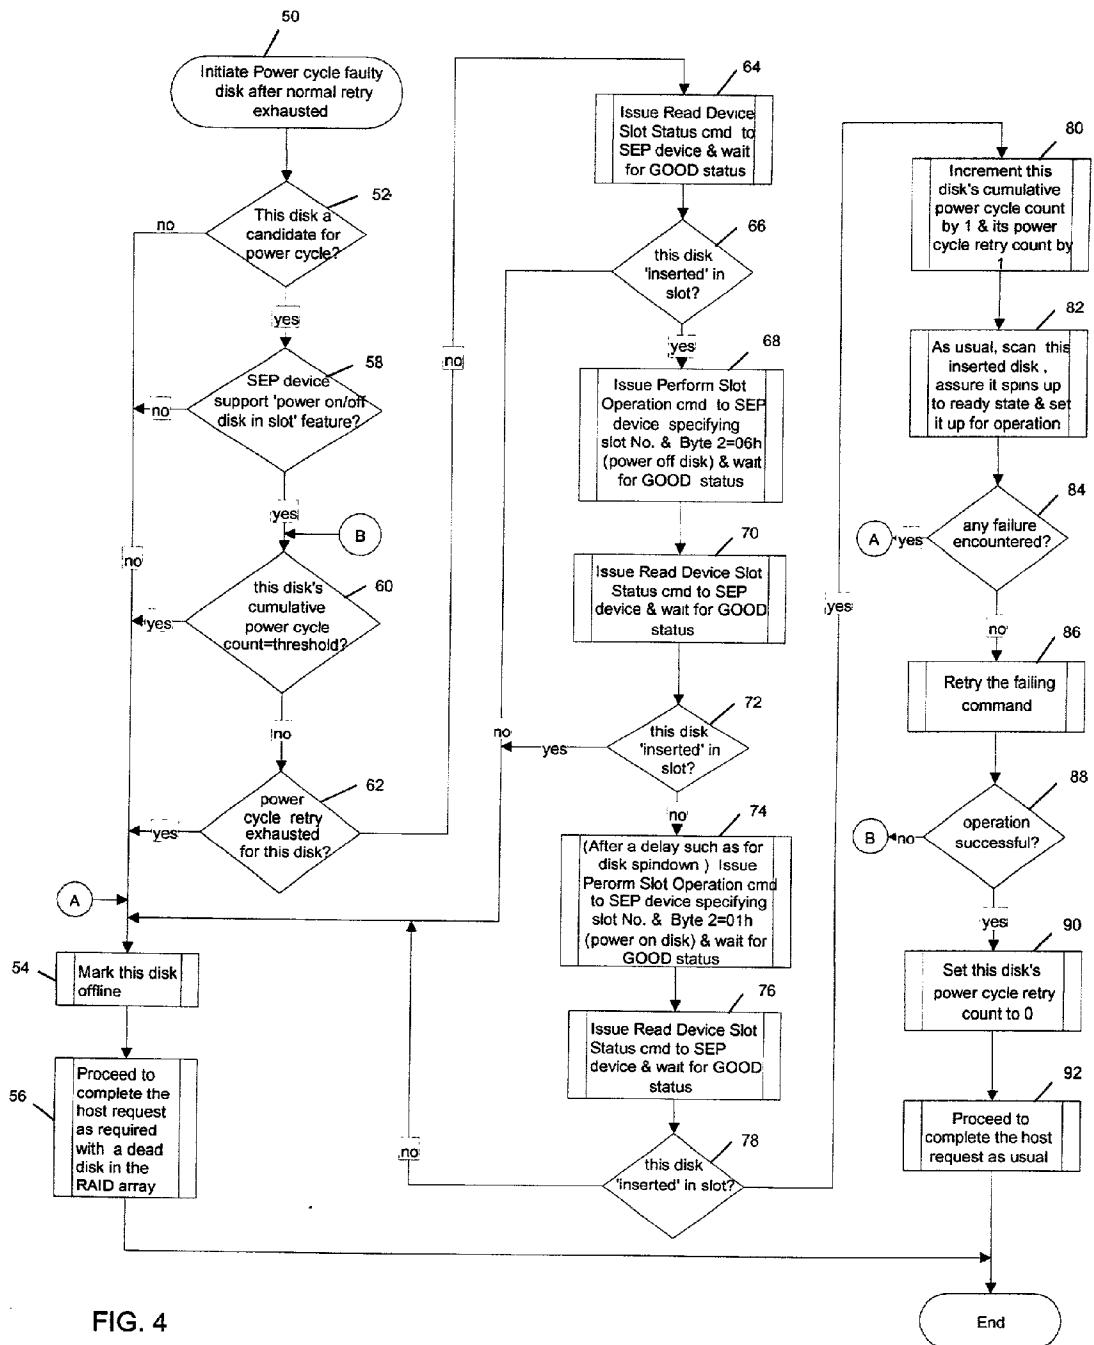 50
Initiate Power cycle faulty
disk after normal retry
exhausted
52
This disk a
candidate for
power cycle?
no
yes
58
SEP device
support 'power on/off
disk in slot' feature?
no
yes
B
no
60
this disk's
cumulative
power cycle
count=threshold?
yes
no
62
power
cycle retry
exhausted
for this disk?
yes
no
A
54
Mark this disk
offline
56
Proceed to
complete the
host request
as required
with a dead
disk in the
RAID array
64
Issue Read Device
Slot Status cmd to
SEP device & wait
for GOOD status
66
this disk
'inserted' in
slot?
yes
no
68
Issue Perform Slot
Operation cmd to SEP
device specifying
slot No. & Byte 2=06h
(power off disk) & wait
for GOOD status
70
Issue Read Device Slot
Status cmd to SEP
device & wait for GOOD
status
72
this disk
'inserted' in
slot?
yes
no
74
(After a delay such as for
disk spindown ) Issue
Perorm Slot Operation cmd
to SEP device specifying
slot No. & Byte 2=01h
(power on disk) & wait for
GOOD status
76
Issue Read Device Slot
Status cmd to SEP
device & wait for GOOD
status
78
this disk
'inserted' in slot?
no
yes
80
Increment this
disk's cumulative
power cycle count
by 1 & its power
cycle retry count by
1
82
As usual, scan this
inserted disk ,
assure it spins up
to ready state & set
it up for operation
84
any failure
encountered?
yes
A
no
86
Retry the failing
command
88
operation
successful?
no
B
yes
90
Set this disk's
power cycle retry
count to 0
92
Proceed to
complete the host
request as usual
End
FIG. 4